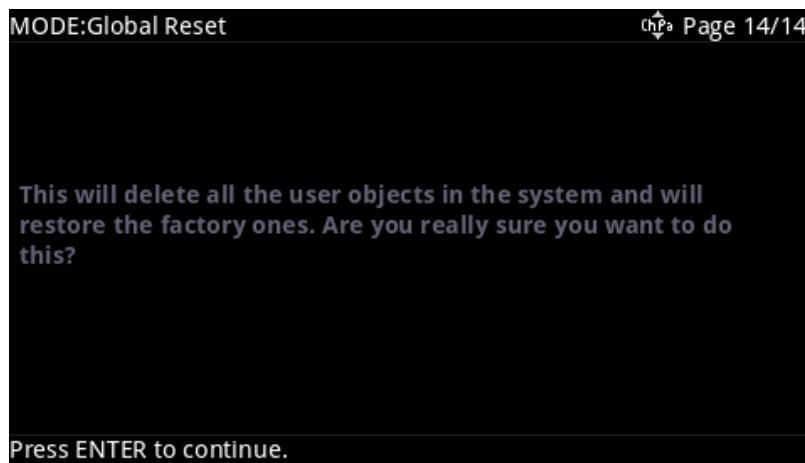 MODE:Global Reset
ChPa Page 14/14
This will delete all the user objects in the system and will
restore the factory ones. Are you really sure you want to do
this?
Press ENTER to continue.